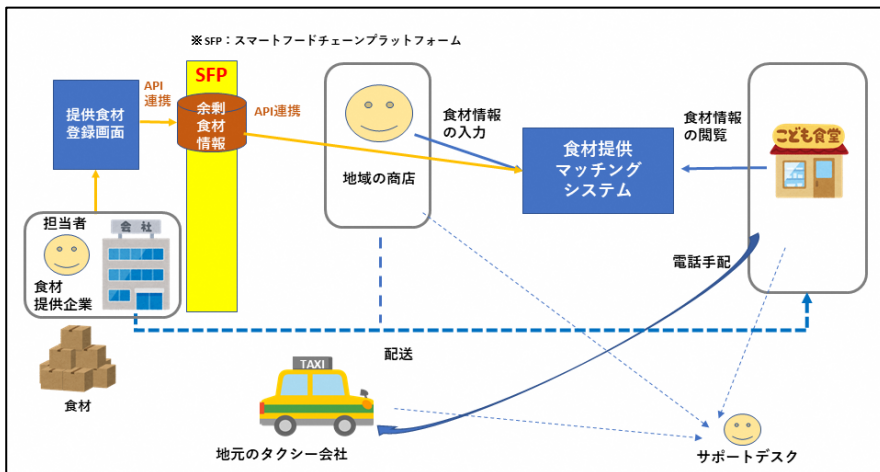 ※SFP：スマートフードチェーンプラットフォーム
SFP
API
連携
提供食材
登録画面
余剰
食材
情報
API連携
食材情報
の入力
地域の商店
食材提供
マッチング
システム
食材情報
の閲覧
こども食堂
担当者
会社
食材
提供企業
食材
電話手配
配送
TAXI
地元のタクシー会社
サポートデスク